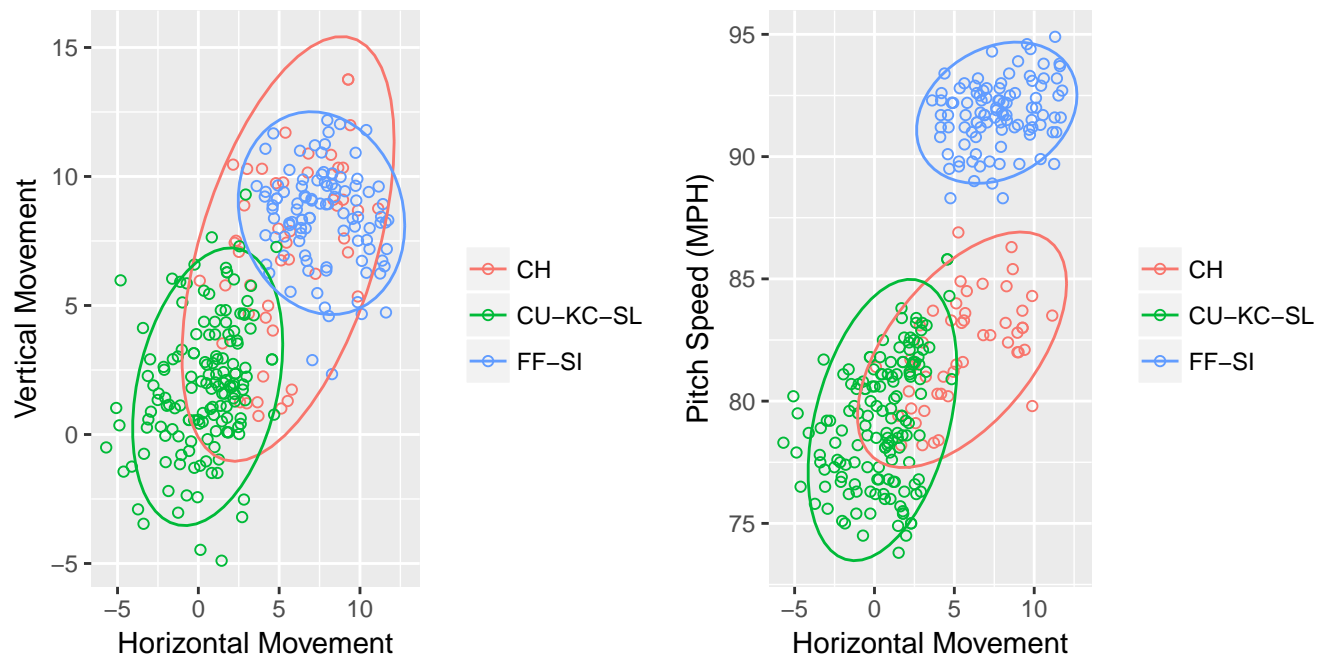 15
10
5
0
−5
−5
0
5
10
Vertical Movement
Horizontal Movement
CH
CU−KC−SL
FF−SI
95
90
85
80
75
−5
0
5
10
Pitch Speed (MPH)
Horizontal Movement
CH
CU−KC−SL
FF−SI